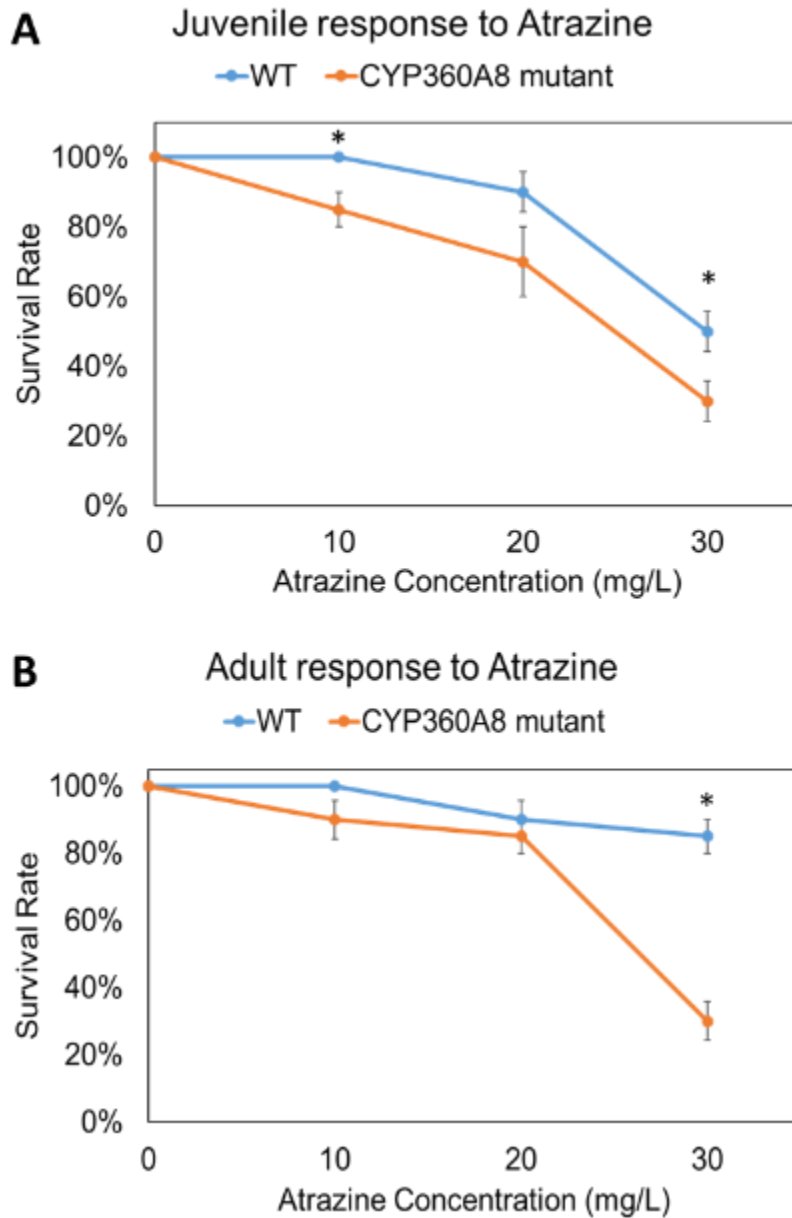 A
Juvenile response to Atrazine
WT CYP360A8 mutant
*
*
100%
80%
60%
40%
20%
0%
Survival Rate
0 10 20 30
Atrazine Concentration (mg/L)
B
Adult response to Atrazine
WT CYP360A8 mutant
*
100%
80%
60%
40%
20%
0%
Survival Rate
0 10 20 30
Atrazine Concentration (mg/L)